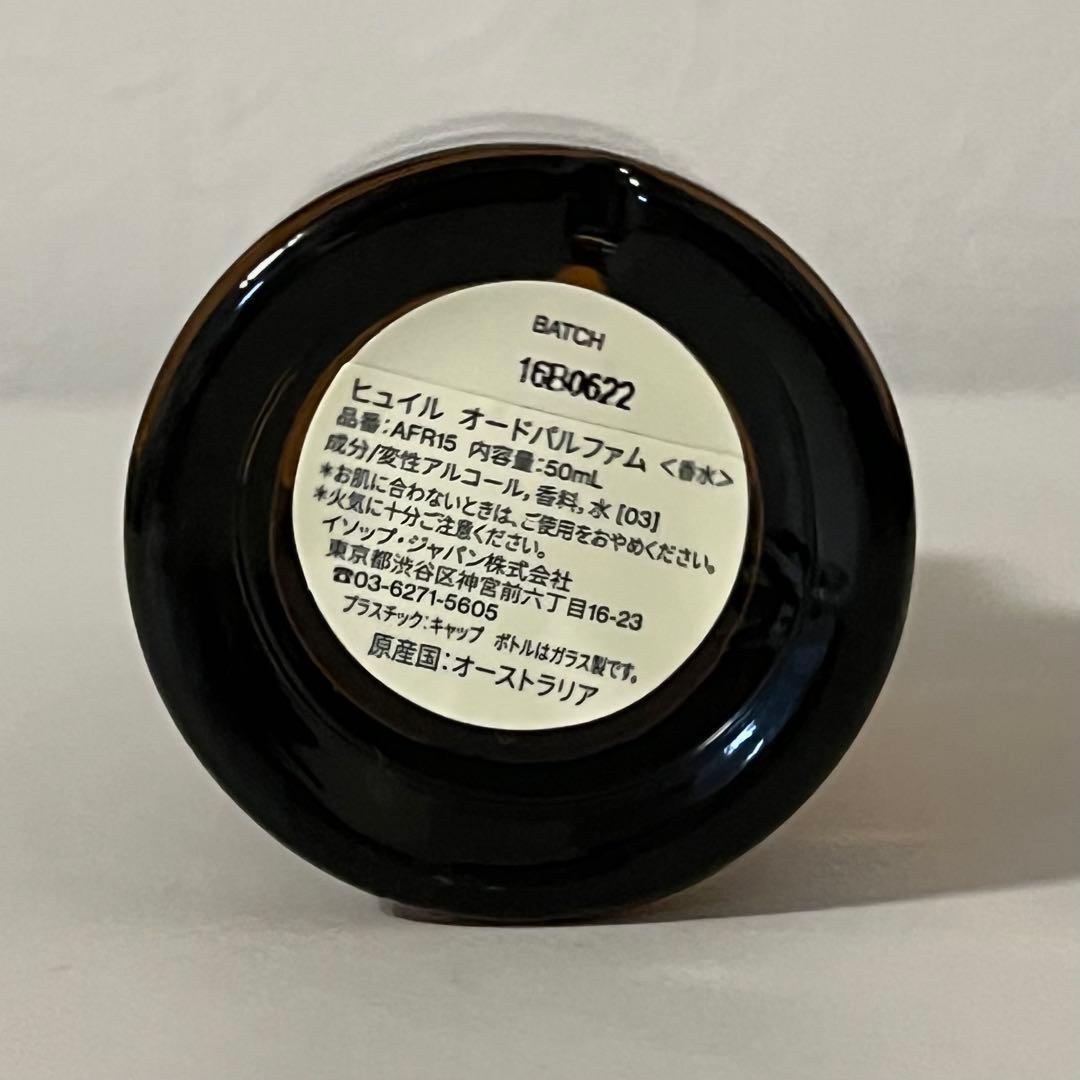 BATCH
16B0622
ヒュイル オードパルファム <香水>
品番:AFR15 内容量:50mL
成分/変性アルコール,香料,水 [03]
*お肌に合わないときは、ご使用をおやめください。
*火気に十分ご注意ください。
イソップ・ジャパン株式会社
東京都渋谷区神宮前六丁目16-23
☎03-6271-5605
プラスチック:キャップ ボトルはガラス製です。
原産国:オーストラリア